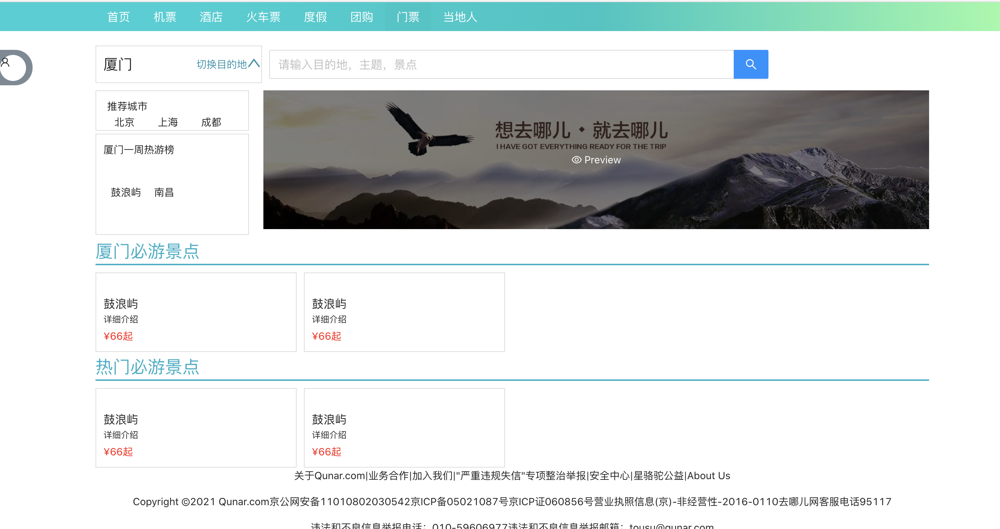 首页 机票 酒店 火车票 度假 团购 门票 当地人
厦门 切换目的地
请输入目的地，主题，景点
推荐城市
北京 上海 成都
厦门一周热游榜
鼓浪屿 南昌
想去哪儿·就去哪儿
I HAVE GOT EVERYTHING READY FOR THE TRIP
Preview
厦门必游景点
鼓浪屿
详细介绍
¥66起
鼓浪屿
详细介绍
¥66起
热门必游景点
鼓浪屿
详细介绍
¥66起
鼓浪屿
详细介绍
¥66起
关于Qunar.com|业务合作|加入我们|"严重违规失信"专项整治举报|安全中心|星骆驼公益|About Us
Copyright ©2021 Qunar.com京公网安备11010802030542京ICP备05021087号京ICP证060856号营业执照信息(京)-非经营性-2016-0110去哪儿网客服电话95117
违法和不良信息举报电话：010-59606977违法和不良信息举报邮箱：tousu@qunar.com